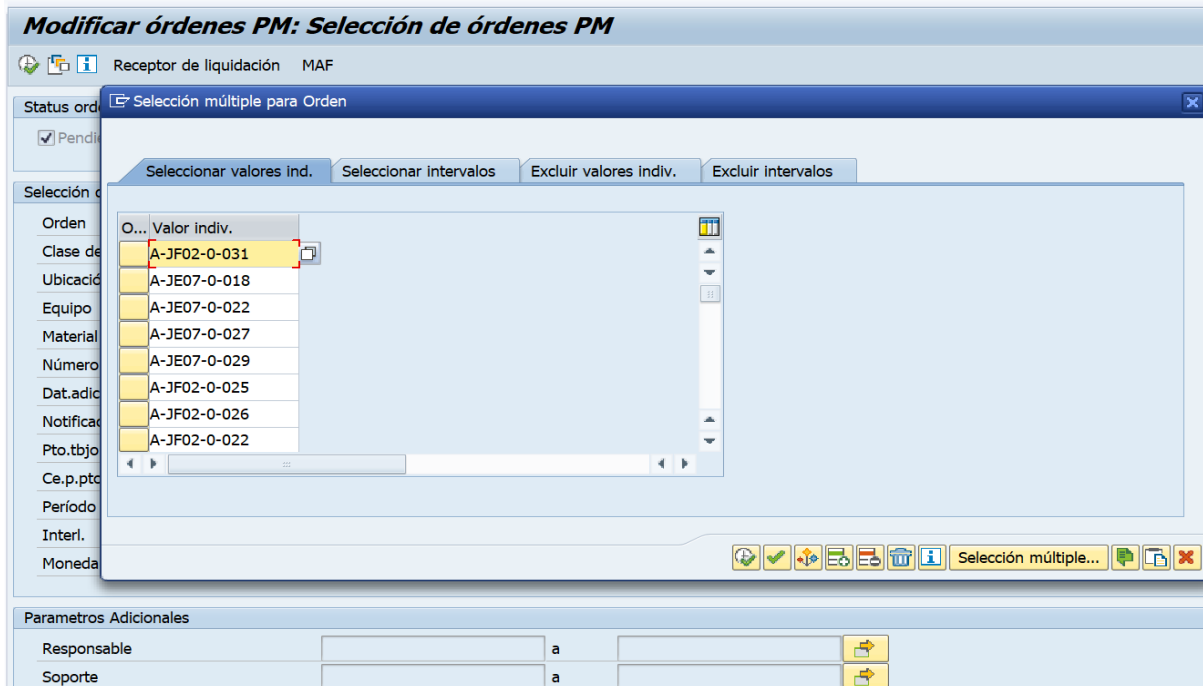 Modificar órdenes PM: Selección de órdenes PM
Receptor de liquidación MAF
Status ord
Selección múltiple para Orden
Pendie
Seleccionar valores ind. Seleccionar intervalos Excluir valores indiv. Excluir intervalos
Selección d
Orden
O... Valor indiv.
Clase de
A-JF02-0-031
Ubicació
A-JE07-0-018
Equipo
A-JE07-0-022
Material
A-JE07-0-027
Número
A-JE07-0-029
Dat.adic
A-JF02-0-025
Notificac
A-JF02-0-026
Pto.tbjo
A-JF02-0-022
Ce.p.ptc
Período
Interl.
Moneda
Selección múltiple...
Parametros Adicionales
Responsable a
Soporte a